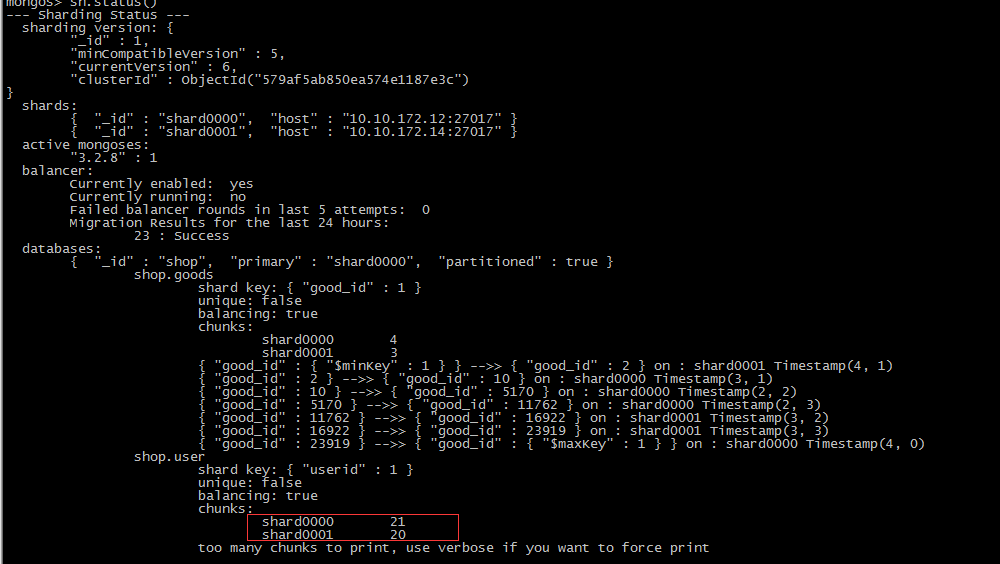 mongos> sh.status()
--- Sharding Status ---
  sharding version: {
        "_id" : 1,
        "minCompatibleVersion" : 5,
        "currentVersion" : 6,
        "clusterId" : ObjectId("579af5ab850ea574e1187e3c")
}
  shards:
        {  "_id" : "shard0000",  "host" : "10.10.172.12:27017" }
        {  "_id" : "shard0001",  "host" : "10.10.172.14:27017" }
  active mongoses:
        "3.2.8" : 1
  balancer:
        Currently enabled:  yes
        Currently running:  no
        Failed balancer rounds in last 5 attempts:  0
        Migration Results for the last 24 hours:
                23 : Success
  databases:
        {  "_id" : "shop",  "primary" : "shard0000",  "partitioned" : true }
                shop.goods
                        shard key: { "good_id" : 1 }
                        unique: false
                        balancing: true
                        chunks:
                                shard0000       4
                                shard0001       3
                        { "good_id" : { "$minKey" : 1 } } -->> { "good_id" : 2 } on : shard0001 Timestamp(4, 1)
                        { "good_id" : 2 } -->> { "good_id" : 10 } on : shard0000 Timestamp(3, 1)
                        { "good_id" : 10 } -->> { "good_id" : 5170 } on : shard0000 Timestamp(2, 2)
                        { "good_id" : 5170 } -->> { "good_id" : 11762 } on : shard0000 Timestamp(2, 3)
                        { "good_id" : 11762 } -->> { "good_id" : 16922 } on : shard0001 Timestamp(3, 2)
                        { "good_id" : 16922 } -->> { "good_id" : 23919 } on : shard0001 Timestamp(3, 3)
                        { "good_id" : 23919 } -->> { "good_id" : { "$maxKey" : 1 } } on : shard0000 Timestamp(4, 0)
                shop.user
                        shard key: { "userid" : 1 }
                        unique: false
                        balancing: true
                        chunks:
                                shard0000       21
                                shard0001       20
                        too many chunks to print, use verbose if you want to force print